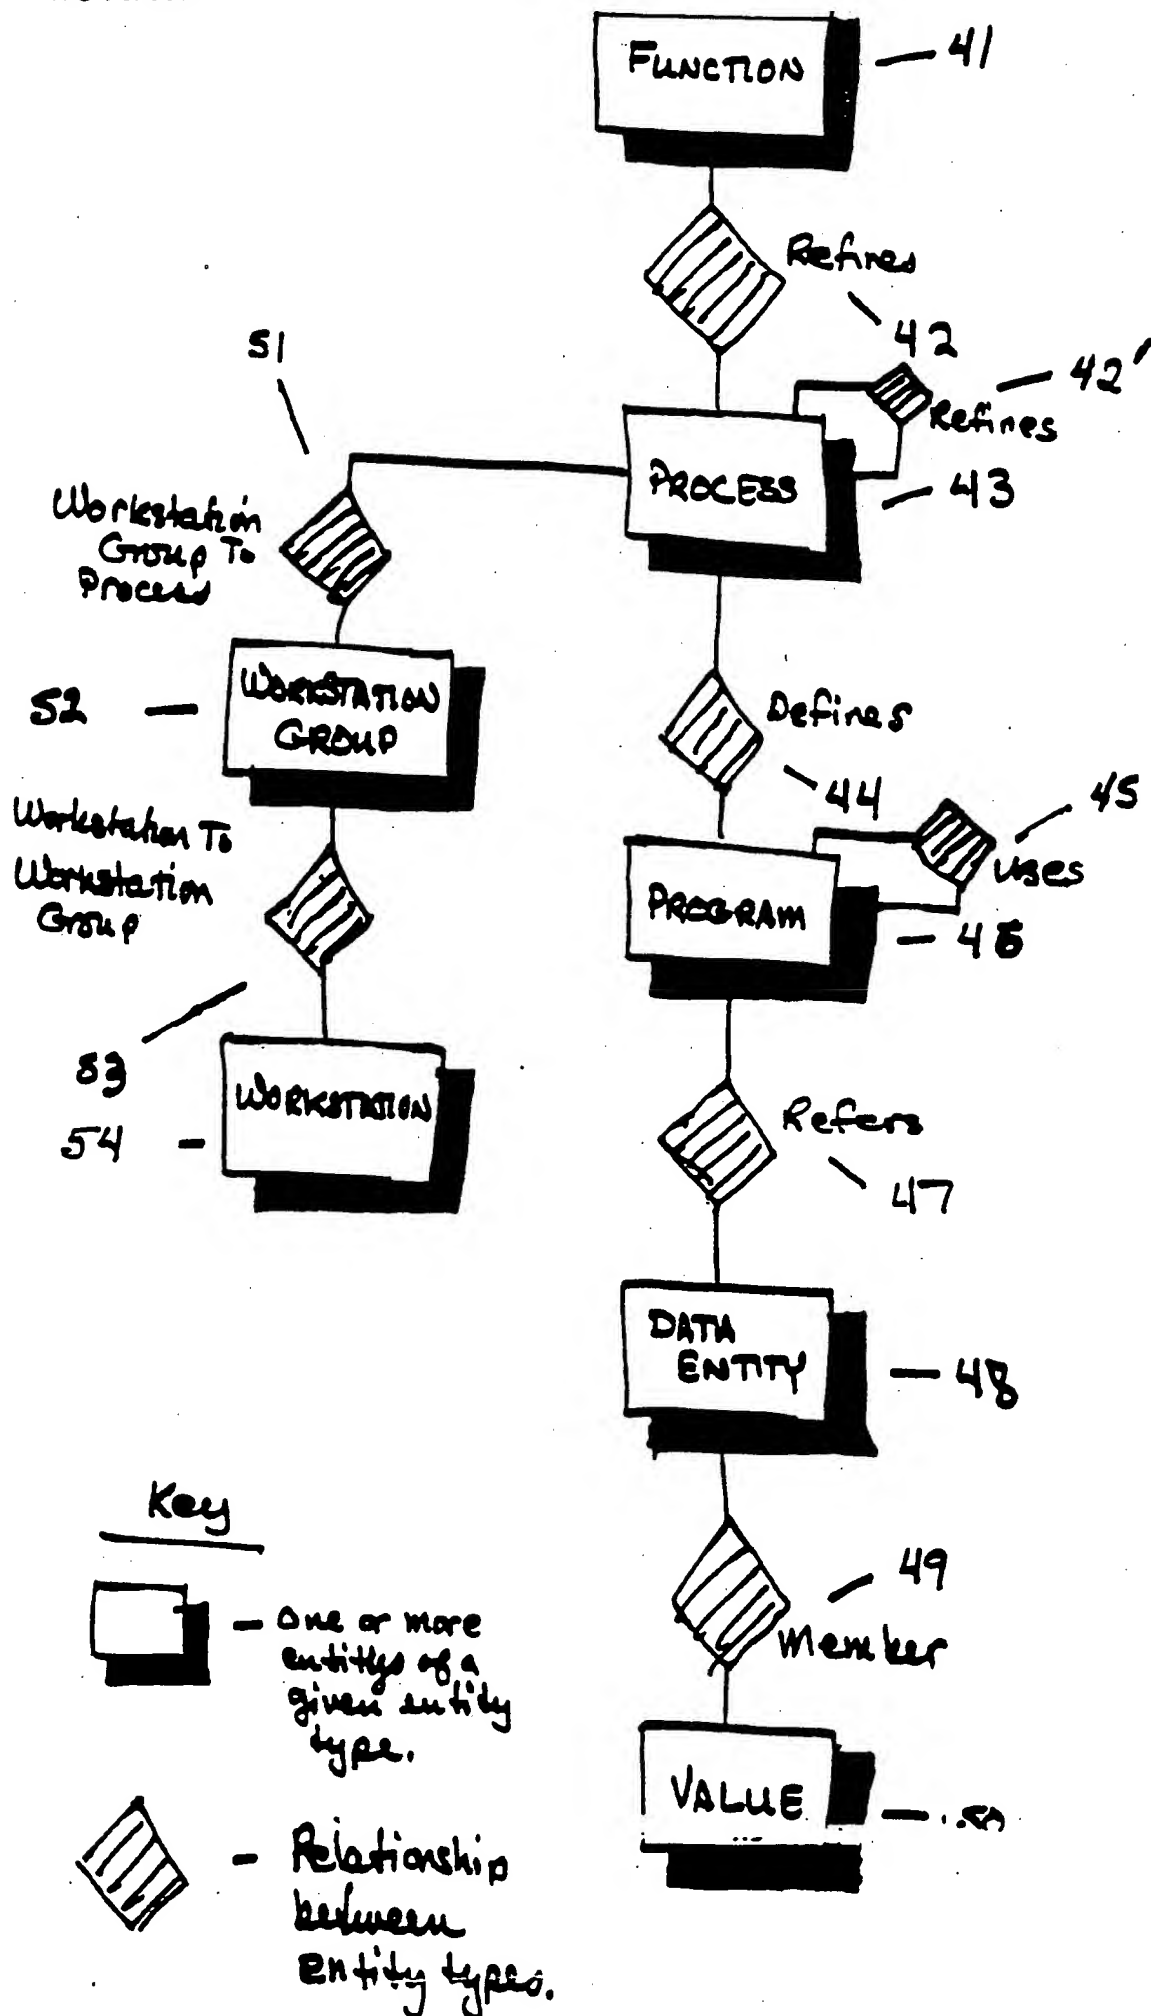 FUNCTION
41
Refines
42
42'
Refines
51
PROCESS
43
Workstation
Group To
Process
WORKSTATION
GROUP
52
Defines
44
45
Uses
Workstation To
Workstation
Group
PROGRAM
46
53
WORKSTATION
54
Refers
47
DATA
ENTITY
48
Key
One or more
entitys of a
given entity
type.
49
Member
VALUE
Relationship
between
entity types.